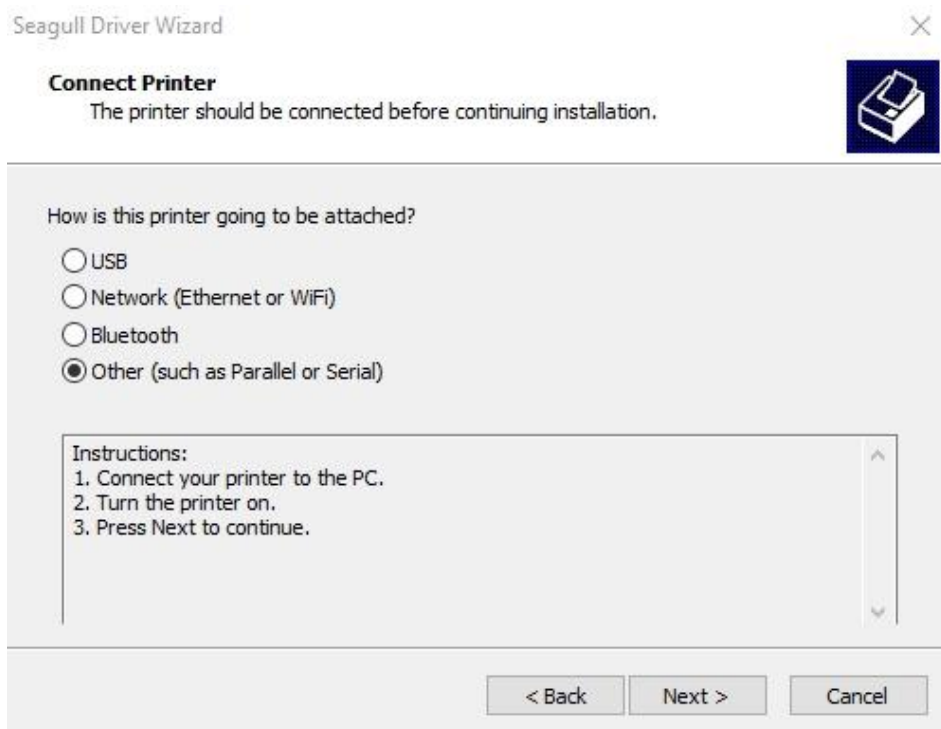 Seagull Driver Wizard
Connect Printer
The printer should be connected before continuing installation.
How is this printer going to be attached?
USB
Network (Ethernet or WiFi)
Bluetooth
Other (such as Parallel or Serial)
Instructions:
1. Connect your printer to the PC.
2. Turn the printer on.
3. Press Next to continue.
< Back Next > Cancel